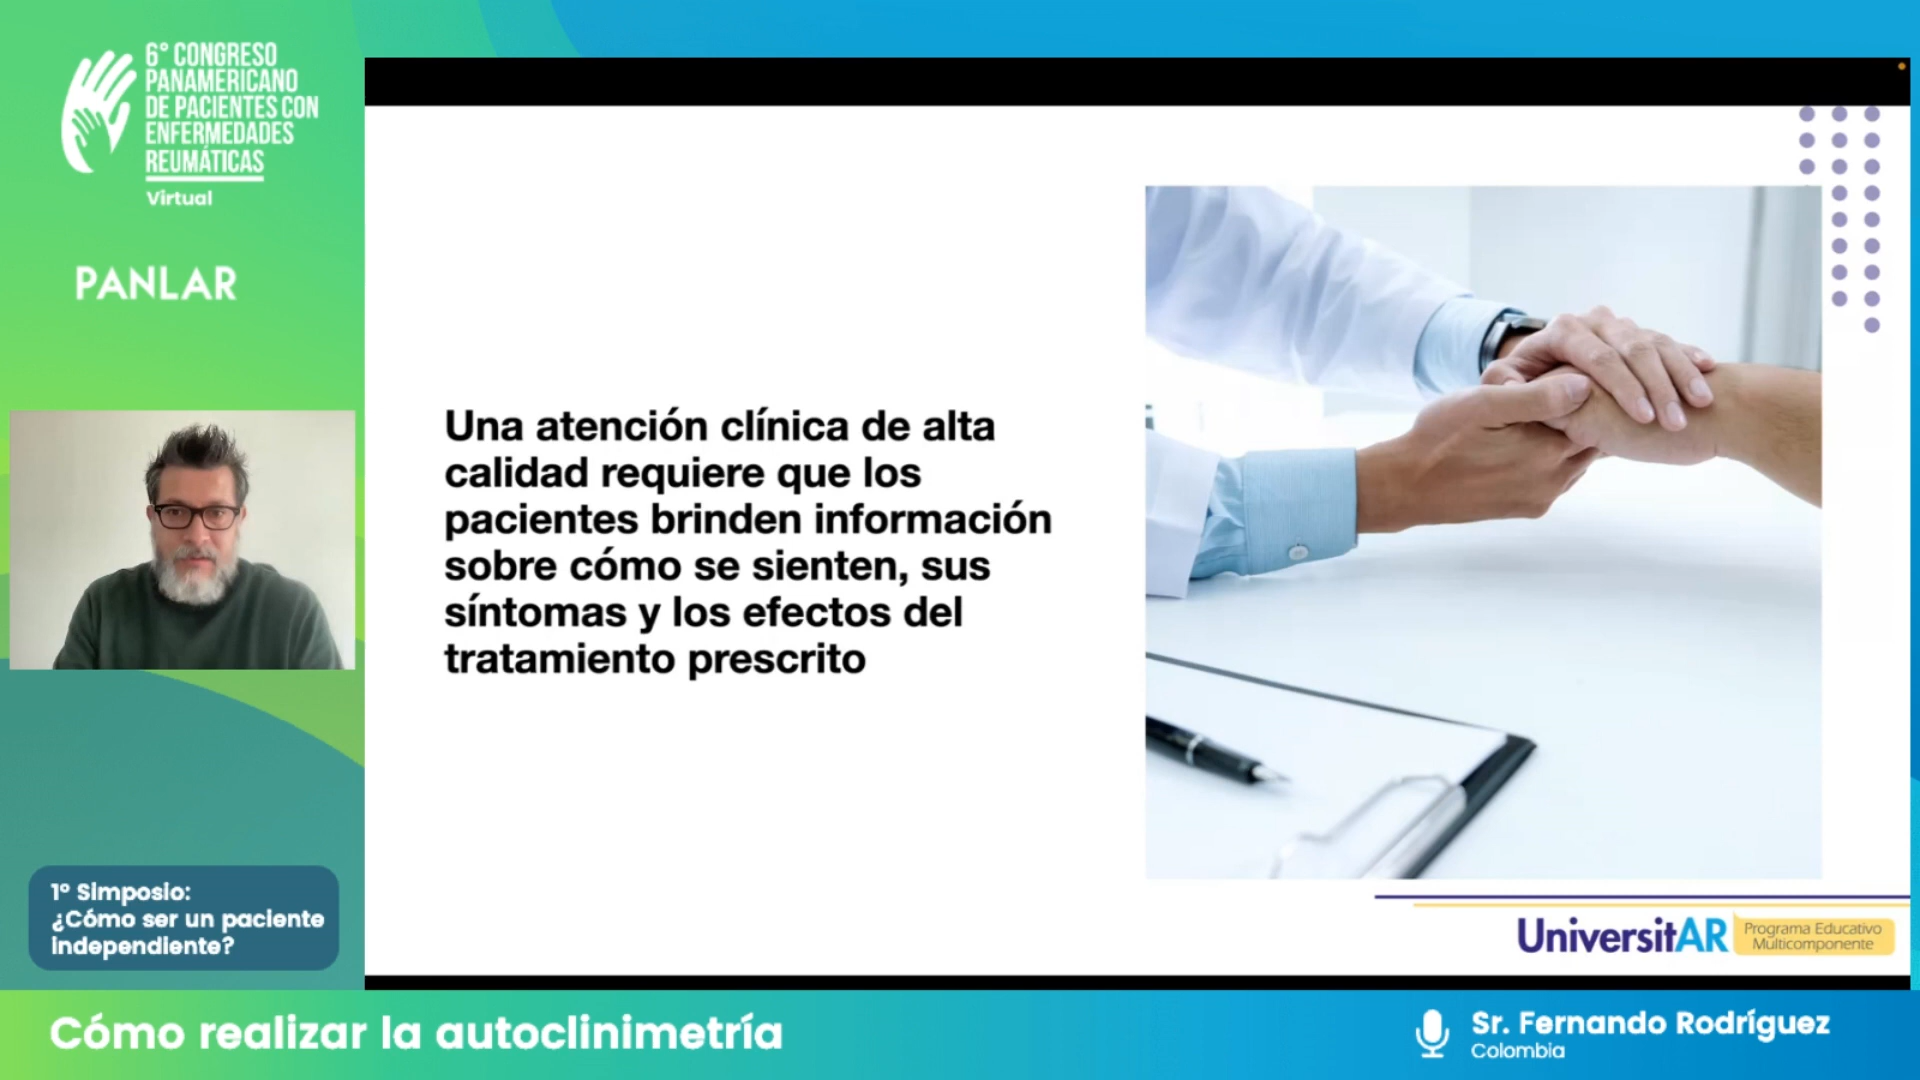 6° CONGRESO
PANAMERICANO
DE PACIENTES CON
ENFERMEDADES
REUMÁTICAS
Virtual
PANLAR
Una atención clínica de alta
calidad requiere que los
pacientes brinden información
sobre cómo se sienten, sus
síntomas y los efectos del
tratamiento prescrito
UniversitAR
Programa Educativo
Multicomponente
1° Simposio:
¿Cómo ser un paciente
independiente?
Cómo realizar la autoclinimetría
Sr. Fernando Rodríguez
Colombia